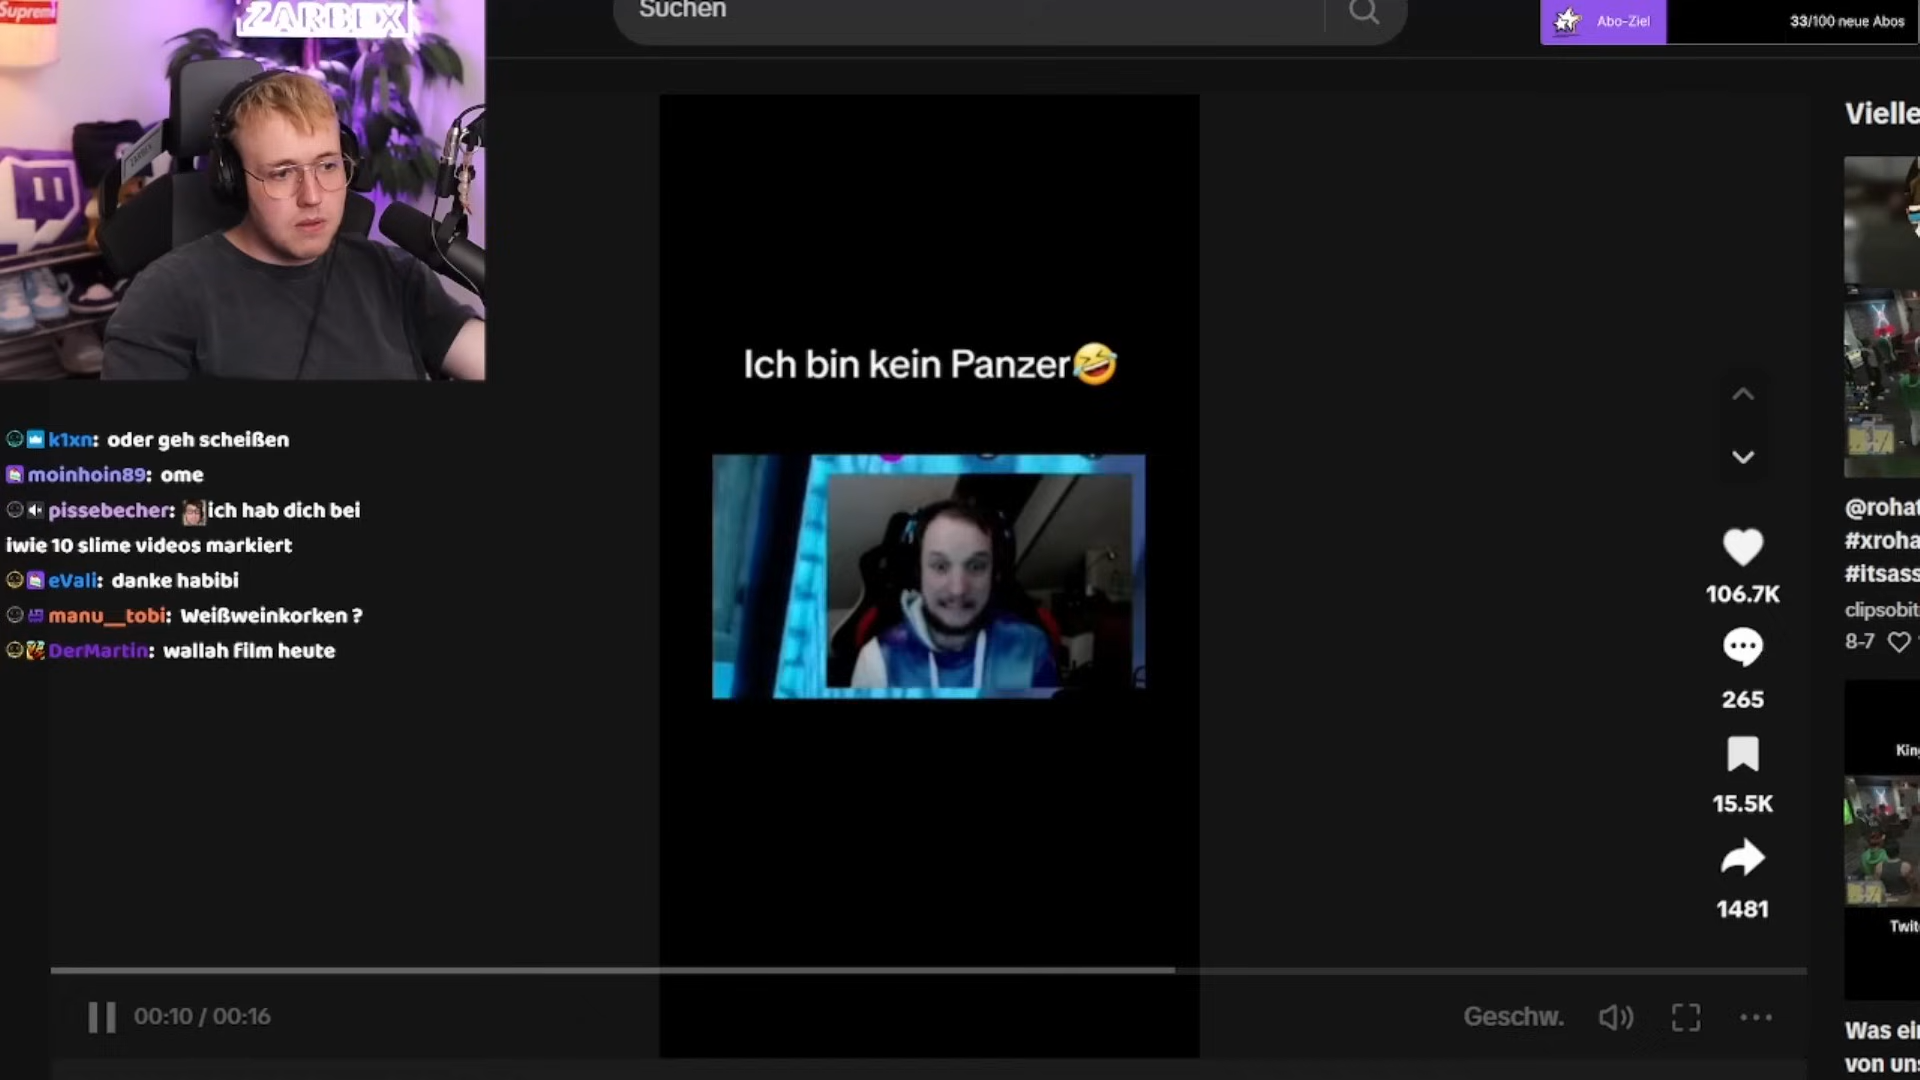 Supreme
ZARBEX
Suchen
Abo-Ziel
33/100 neue Abos
k1xn: oder geh scheißen
moinhoin89: ome
pissebecher: ich hab dich bei
iwie 10 slime videos markiert
eVali: danke habibi
manu__tobi: Weißweinkorken ?
DerMartin: wallah film heute
Ich bin kein Panzer🤣
106.7K
265
15.5K
1481
00:10 / 00:16
Geschw.
Vielle
@rohat
#xroha
#itsass
clipsobit
8-7
King
Twit
Was ein
von uns